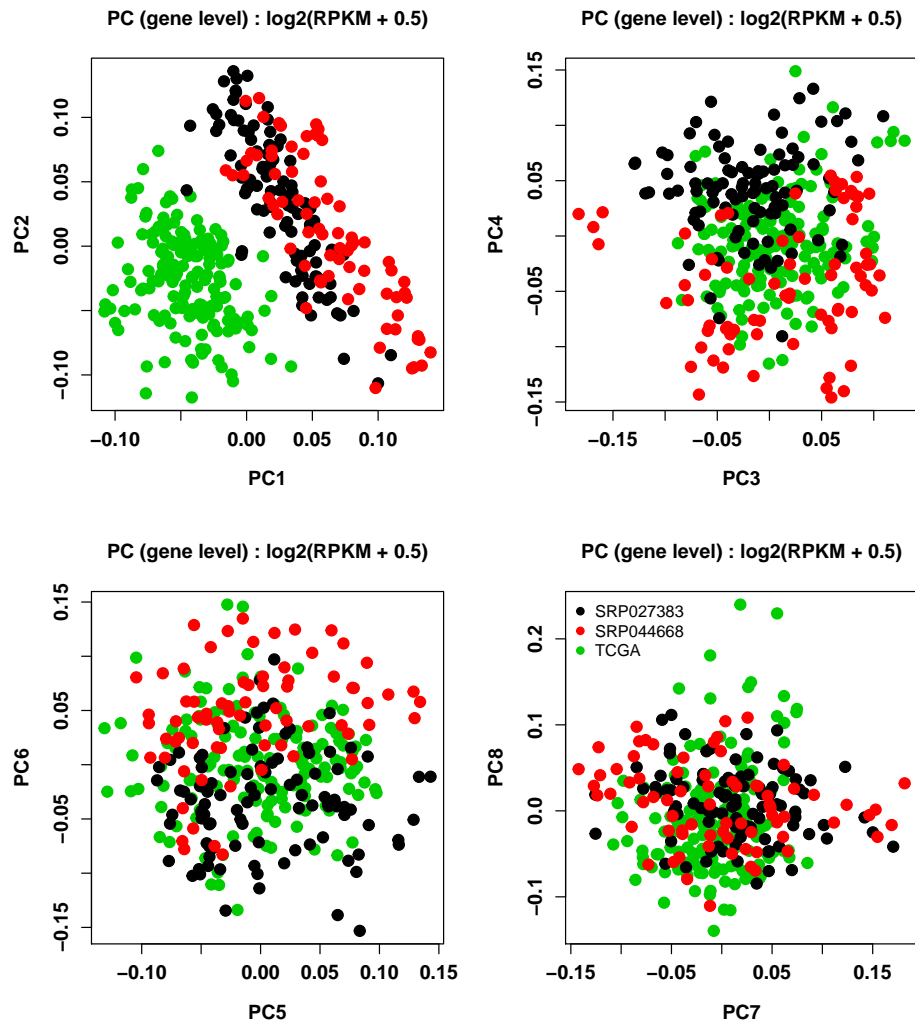 PC (gene level) : log2(RPKM + 0.5)
PC2
0.10
0.05
0.00
−0.10
−0.10
0.00
0.05
0.10
PC1
PC (gene level) : log2(RPKM + 0.5)
PC4
0.15
0.05
−0.05
−0.15
−0.15
−0.05
0.05
PC3
PC (gene level) : log2(RPKM + 0.5)
PC6
0.15
0.05
−0.05
−0.15
−0.10
0.00
0.05
0.15
PC5
PC (gene level) : log2(RPKM + 0.5)
PC8
0.2
0.1
0.0
−0.1
SRP027383
SRP044668
TCGA
−0.15
−0.05
0.05
0.15
PC7